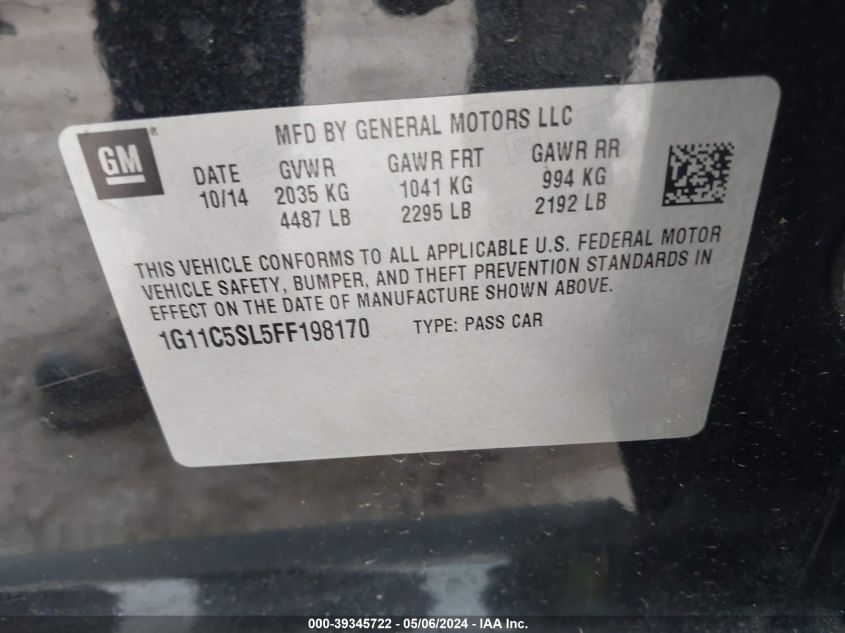 GM®
MFD BY GENERAL MOTORS LLC
DATE GVWR GAWR FRT GAWR RR
10/14 2035 KG 1041 KG 994 KG
4487 LB 2295 LB 2192 LB
THIS VEHICLE CONFORMS TO ALL APPLICABLE U.S. FEDERAL MOTOR
VEHICLE SAFETY, BUMPER, AND THEFT PREVENTION STANDARDS IN
EFFECT ON THE DATE OF MANUFACTURE SHOWN ABOVE.
1G11C5SL5FF198170 TYPE: PASS CAR
000-39345722 - 05/06/2024 - IAA Inc.